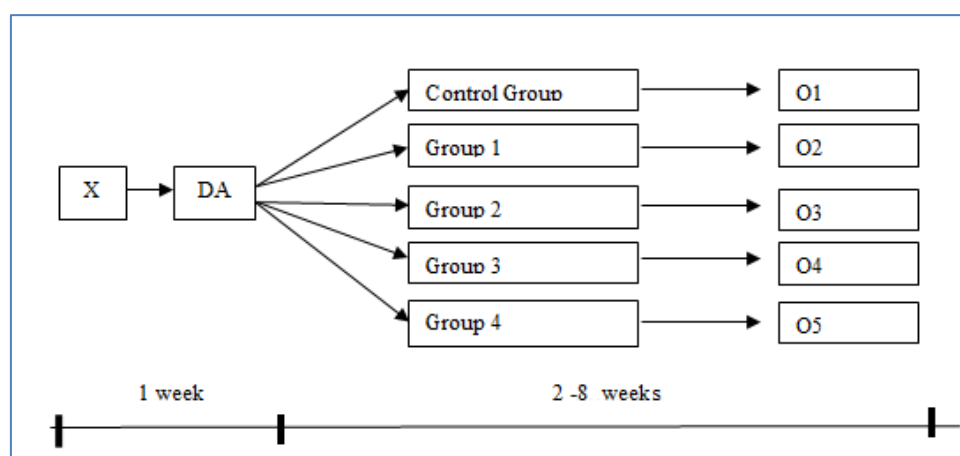 Control Group
O1
Group 1
O2
X
DA
Group 2
O3
Group 3
O4
Group 4
O5
1 week
2 -8 weeks